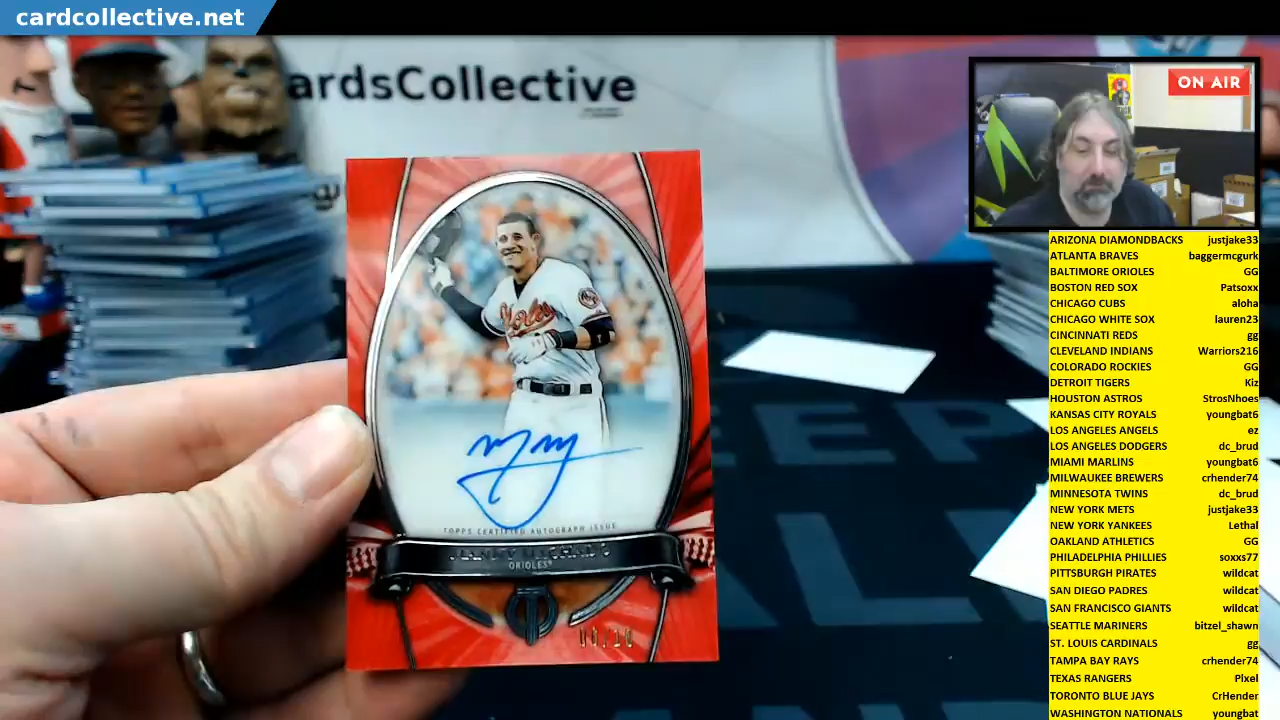 cardcollective.net
ardsCollective
ON AIR
Orioles
TOPPS CERTIFIED AUTOGRAPH ISSUE
MANNY MACHADO
ORIOLES
ARIZONA DIAMONDBACKS justjake33
ATLANTA BRAVES baggermcgurk
BALTIMORE ORIOLES GG
BOSTON RED SOX Patsoxx
CHICAGO CUBS aloha
CHICAGO WHITE SOX lauren23
CINCINNATI REDS gg
CLEVELAND INDIANS Warriors216
COLORADO ROCKIES GG
DETROIT TIGERS Kiz
HOUSTON ASTROS StrosNhoes
KANSAS CITY ROYALS youngbat6
LOS ANGELES ANGELS ez
LOS ANGELES DODGERS dc_brud
MIAMI MARLINS youngbat6
MILWAUKEE BREWERS crhender74
MINNESOTA TWINS dc_brud
NEW YORK METS justjake33
NEW YORK YANKEES Lethal
OAKLAND ATHLETICS GG
PHILADELPHIA PHILLIES soxxs77
PITTSBURGH PIRATES wildcat
SAN DIEGO PADRES wildcat
SAN FRANCISCO GIANTS wildcat
SEATTLE MARINERS bitzel_shawn
ST. LOUIS CARDINALS gg
TAMPA BAY RAYS crhender74
TEXAS RANGERS Pixel
TORONTO BLUE JAYS CrHender
WASHINGTON NATIONALS youngbat